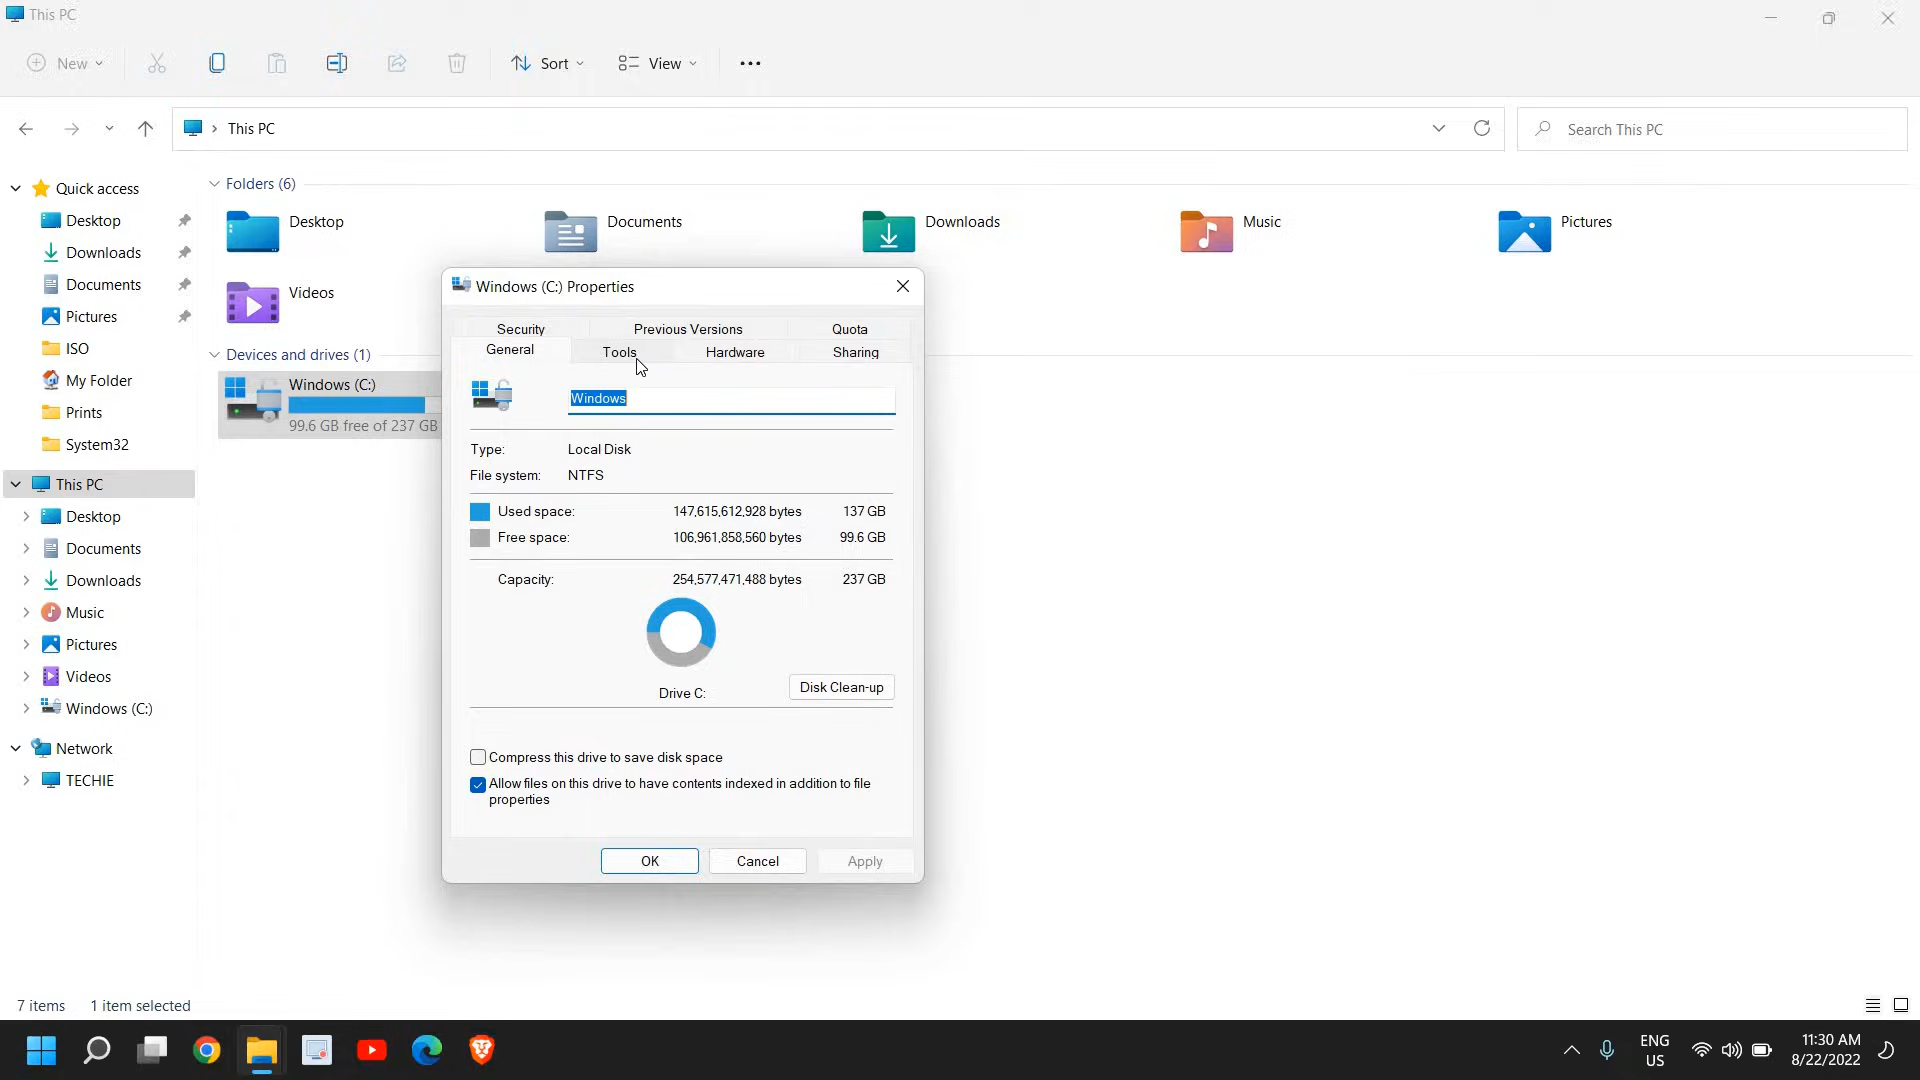 This PC
New
Sort
View
This PC
Search This PC
Quick access
Desktop
Downloads
Documents
Pictures
ISO
My Folder
Prints
System32
This PC
Desktop
Documents
Downloads
Music
Pictures
Videos
Windows (C:)
Network
TECHIE
Folders (6)
Desktop
Documents
Downloads
Music
Pictures
Videos
Devices and drives (1)
Windows (C:)
99.6 GB free of 237 GB
Windows (C:) Properties
Security Previous Versions Quota
General Tools Hardware Sharing
Windows
Type: Local Disk
File system: NTFS
Used space: 147,615,612,928 bytes 137 GB
Free space: 106,961,858,560 bytes 99.6 GB
Capacity: 254,577,471,488 bytes 237 GB
Drive C:
Disk Clean-up
Compress this drive to save disk space
Allow files on this drive to have contents indexed in addition to file
properties
OK Cancel Apply
7 items 1 item selected
ENG
US
11:30 AM
8/22/2022